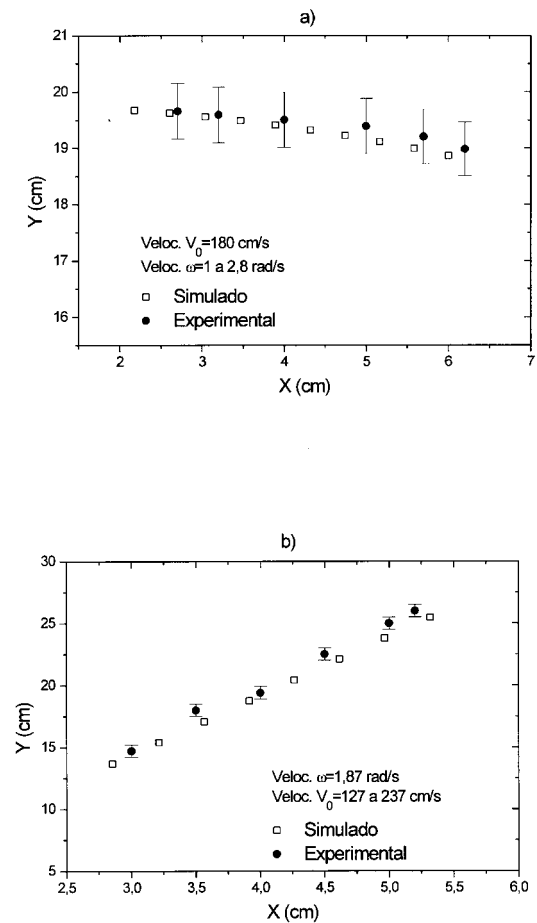 a)
21
20
19
18
17
16
Y (cm)
Veloc. V0=180 cm/s
Veloc. ω=1 a 2,8 rad/s
Simulado
Experimental
2 3 4 5 6 7
X (cm)
b)
30
25
20
15
10
5
Y (cm)
Veloc. ω=1,87 rad/s
Veloc. V0=127 a 237 cm/s
Simulado
Experimental
2,5 3,0 3,5 4,0 4,5 5,0 5,5 6,0
X (cm)